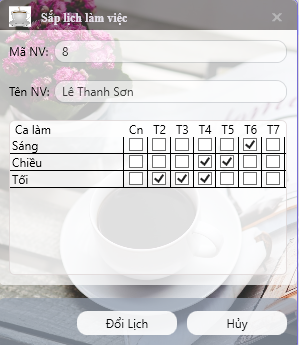 Sắp lịch làm việc
Mã NV: 8
Tên NV: Lê Thanh Sơn
Ca làm Cn T2 T3 T4 T5 T6 T7
Sáng
Chiều
Tối
Đổi Lịch Hủy